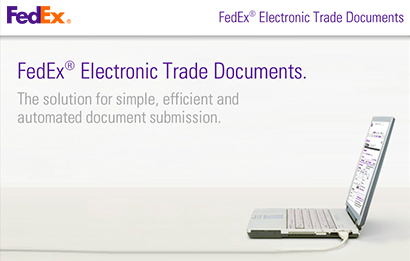 FedEx®
FedEx® Electronic Trade Documents
FedEx® Electronic Trade Documents.
The solution for simple, efficient and
automated document submission.